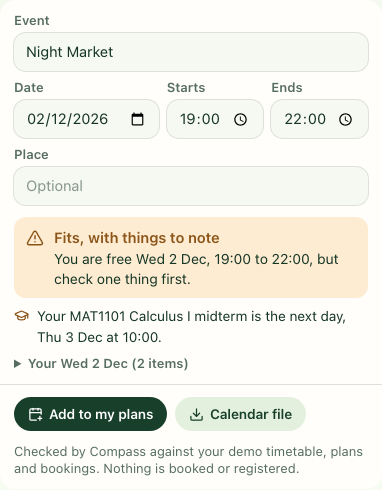 Event
Night Market
Date Starts Ends
02/12/2026 19:00 22:00
Place
Optional
Fits, with things to note
You are free Wed 2 Dec, 19:00 to 22:00, but
check one thing first.
Your MAT1101 Calculus I midterm is the next day,
Thu 3 Dec at 10:00.
Your Wed 2 Dec (2 items)
Add to my plans Calendar file
Checked by Compass against your demo timetable, plans
and bookings. Nothing is booked or registered.